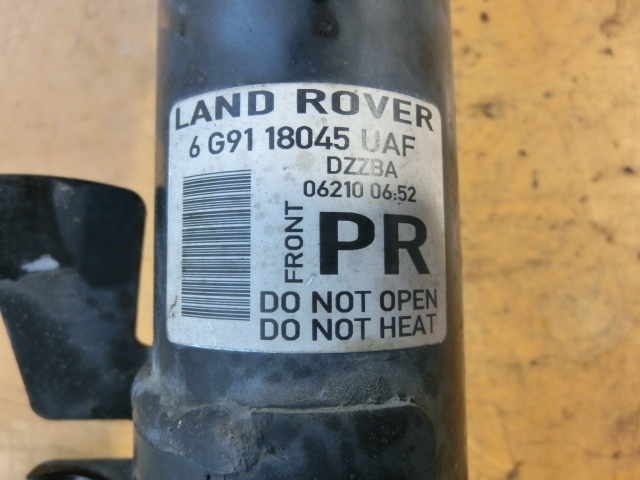 LAND ROVER
6 G91 18045 UAF
DZZBA
06210 06:52
FRONT
PR
DO NOT OPEN
DO NOT HEAT